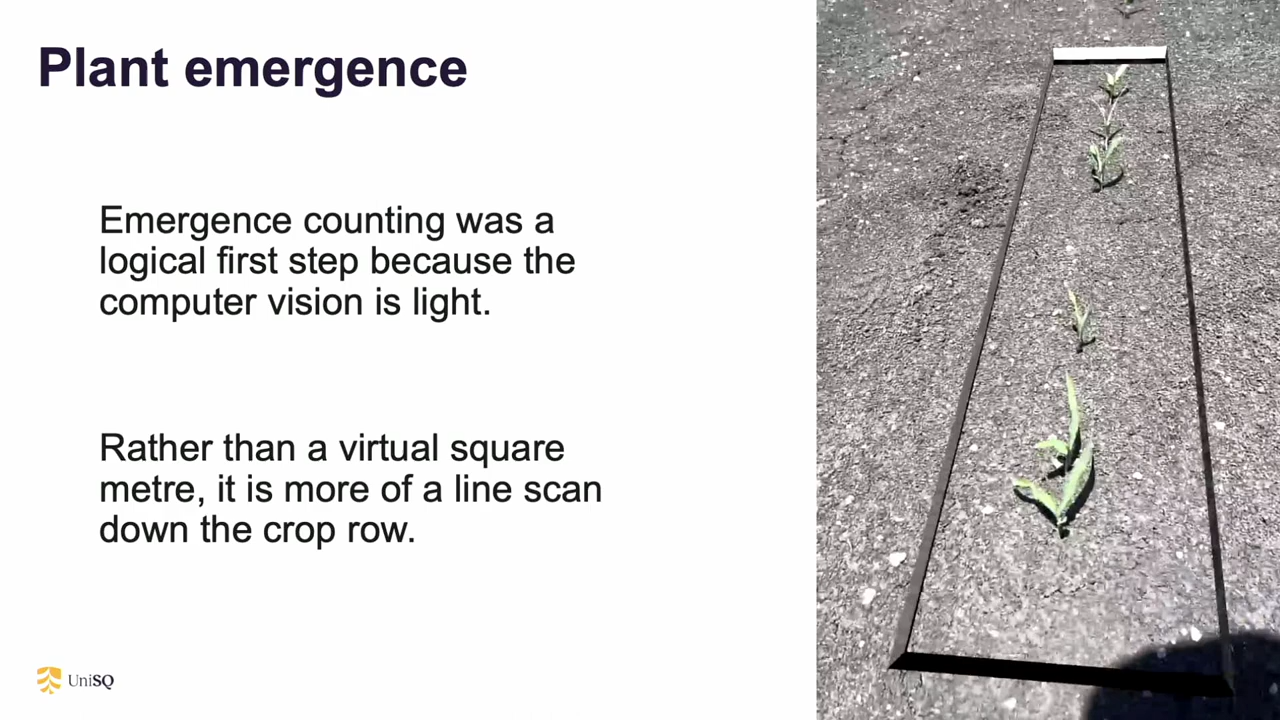 Plant emergence
Emergence counting was a
logical first step because the
computer vision is light.
Rather than a virtual square
metre, it is more of a line scan
down the crop row.
UniSQ